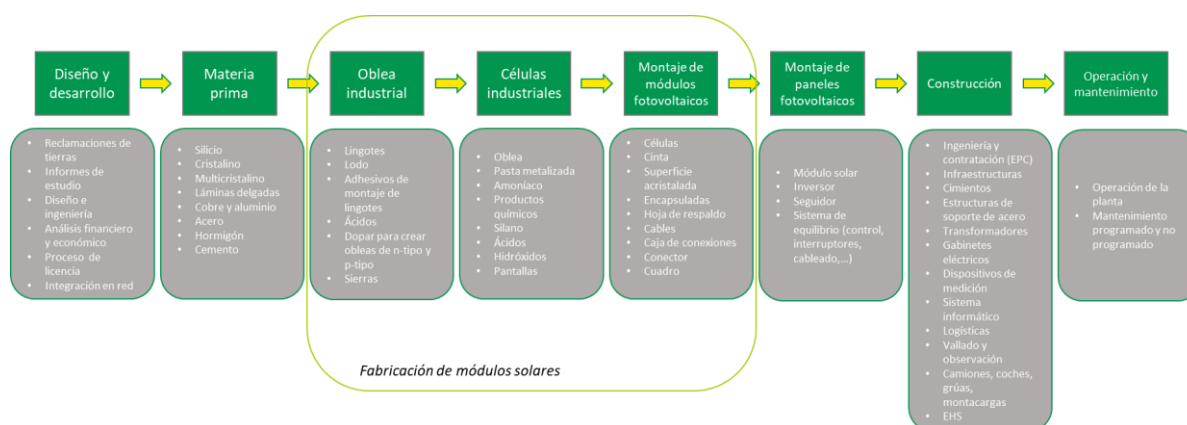 Diseño y
desarrollo
Materia
prima
Oblea
industrial
Células
industriales
Montaje de
módulos
fotovoltaicos
Montaje de
paneles
fotovoltaicos
Construcción
Operación y
mantenimiento
• Reclamaciones de
tierras
• Informes de
estudio
• Diseño e
ingeniería
• Análisis financiero
y económico
• Proceso de
licencia
• Integración en red
• Silicio
• Cristalino
• Multicristalino
• Láminas delgadas
• Cobre y aluminio
• Acero
• Hormigón
• Cemento
• Lingotes
• Lodo
• Adhesivos de
montaje de
lingotes
• Ácidos
• Dopar para crear
obleas de n-tipo y
p-tipo
• Sierras
• Oblea
• Pasta metalizada
• Amoníaco
• Productos
químicos
• Silano
• Ácidos
• Hidróxidos
• Pantallas
• Células
• Cinta
• Superficie
acristalada
• Encapsuladas
• Hoja de respaldo
• Cables
• Caja de conexiones
• Conector
• Cuadro
• Módulo solar
• Inversor
• Seguidor
• Sistema de
equilibrio (control,
interruptores,
cableado,...)
• Ingeniería y
contratación (EPC)
• Infraestructuras
• Cimientos
• Estructuras de
soporte de acero
• Transformadores
• Gabinetes
eléctricos
• Dispositivos de
medición
• Sistema
informático
• Logísticas
• Vallado y
observación
• Camiones, coches,
grúas,
montacargas
• EHS
• Operación de la
planta
• Mantenimiento
programado y no
programado
Fabricación de módulos solares